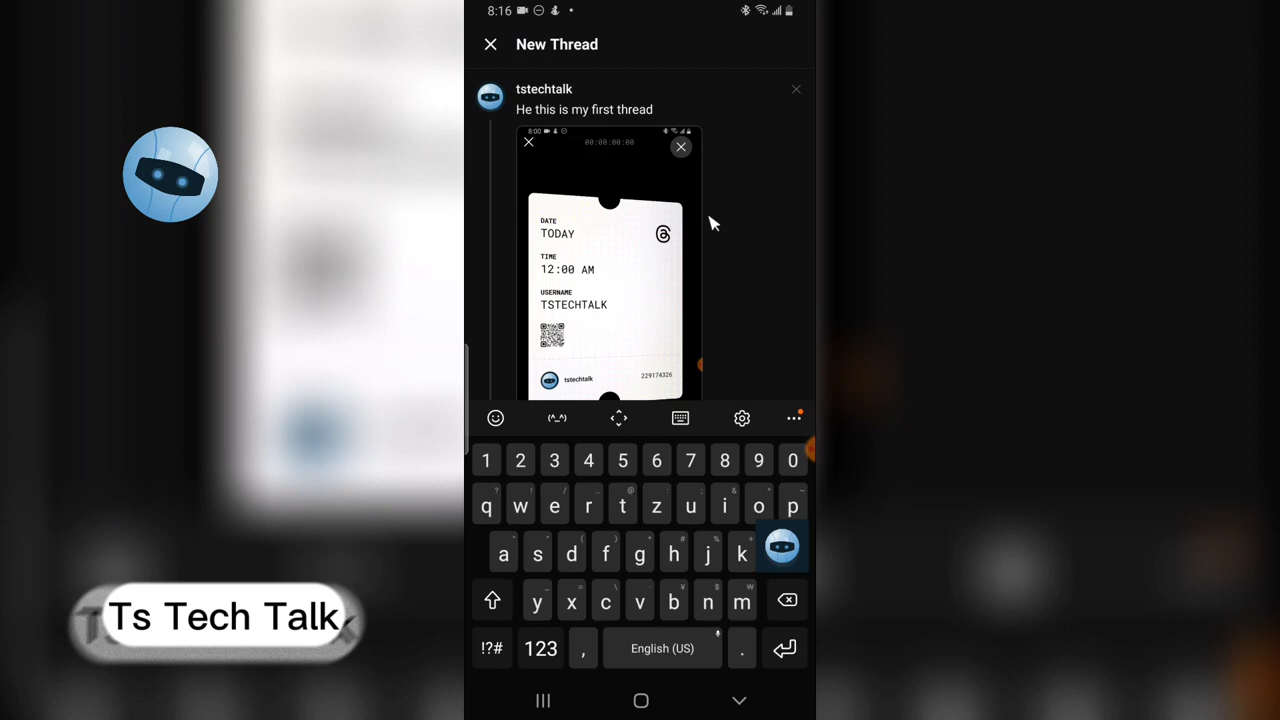 8:16
New Thread
tstechtalk
He this is my first thread
8:00
00:00:00:00
DATE
TODAY
TIME
12:00 AM
USERNAME
TSTECHTALK
tstechtalk
229174326
(^_^)
1 2 3 4 5 6 7 8 9 0
q w e r t z u i o p
a s d f g h j k
y x c v b n m
!?# 123 , English (US) .
Ts Tech Talk